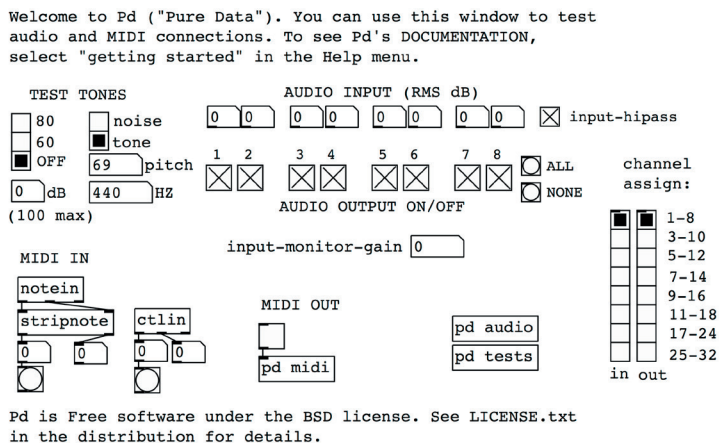 Welcome to Pd ("Pure Data"). You can use this window to test
audio and MIDI connections. To see Pd's DOCUMENTATION,
select "getting started" in the Help menu.
TEST TONES
AUDIO INPUT (RMS dB)
80
60
OFF
noise
tone
0 0 0 0 0 0 0 0
input-hipass
69 pitch
0 dB
440 HZ
(100 max)
1 2 3 4 5 6 7 8
ALL
NONE
AUDIO OUTPUT ON/OFF
channel
assign:
1-8
3-10
5-12
7-14
9-16
11-18
17-24
25-32
in out
input-monitor-gain 0
MIDI IN
notein
stripnote
0 0
ctlin
0 0
MIDI OUT
pd midi
pd audio
pd tests
Pd is Free software under the BSD license. See LICENSE.txt
in the distribution for details.